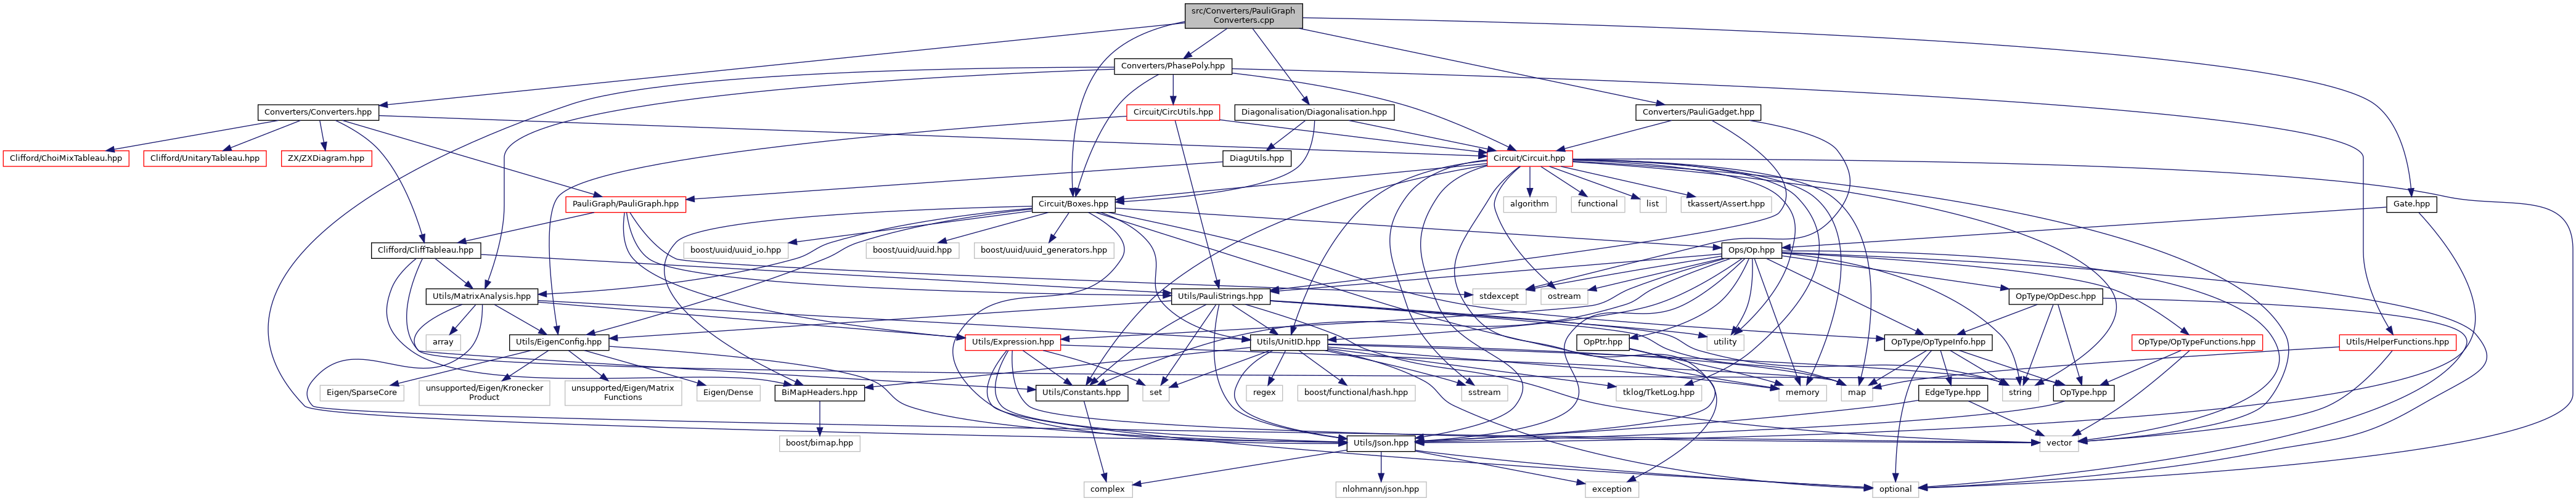 src/Converters/PauliGraph
Converters.cpp
Converters/PhasePoly.hpp
Converters/Converters.hpp
Circuit/CircUtils.hpp
Diagonalisation/Diagonalisation.hpp
Converters/PauliGadget.hpp
Clifford/ChoiMixTableau.hpp
Clifford/UnitaryTableau.hpp
ZX/ZXDiagram.hpp
DiagUtils.hpp
Circuit/Circuit.hpp
PauliGraph/PauliGraph.hpp
Circuit/Boxes.hpp
algorithm
functional
list
tkassert/Assert.hpp
Gate.hpp
Clifford/CliffTableau.hpp
boost/uuid/uuid_io.hpp
boost/uuid/uuid.hpp
boost/uuid/uuid_generators.hpp
Ops/Op.hpp
Utils/MatrixAnalysis.hpp
Utils/PauliStrings.hpp
stdexcept
ostream
OpType/OpDesc.hpp
array
Utils/EigenConfig.hpp
Utils/Expression.hpp
Utils/UnitID.hpp
OpPtr.hpp
utility
OpType/OpTypeInfo.hpp
OpType/OpTypeFunctions.hpp
Utils/HelperFunctions.hpp
Eigen/SparseCore
unsupported/Eigen/Kronecker
Product
unsupported/Eigen/Matrix
Functions
Eigen/Dense
BiMapHeaders.hpp
Utils/Constants.hpp
set
regex
boost/functional/hash.hpp
sstream
tklog/TketLog.hpp
memory
map
EdgeType.hpp
string
OpType.hpp
boost/bimap.hpp
Utils/Json.hpp
vector
complex
nlohmann/json.hpp
exception
optional